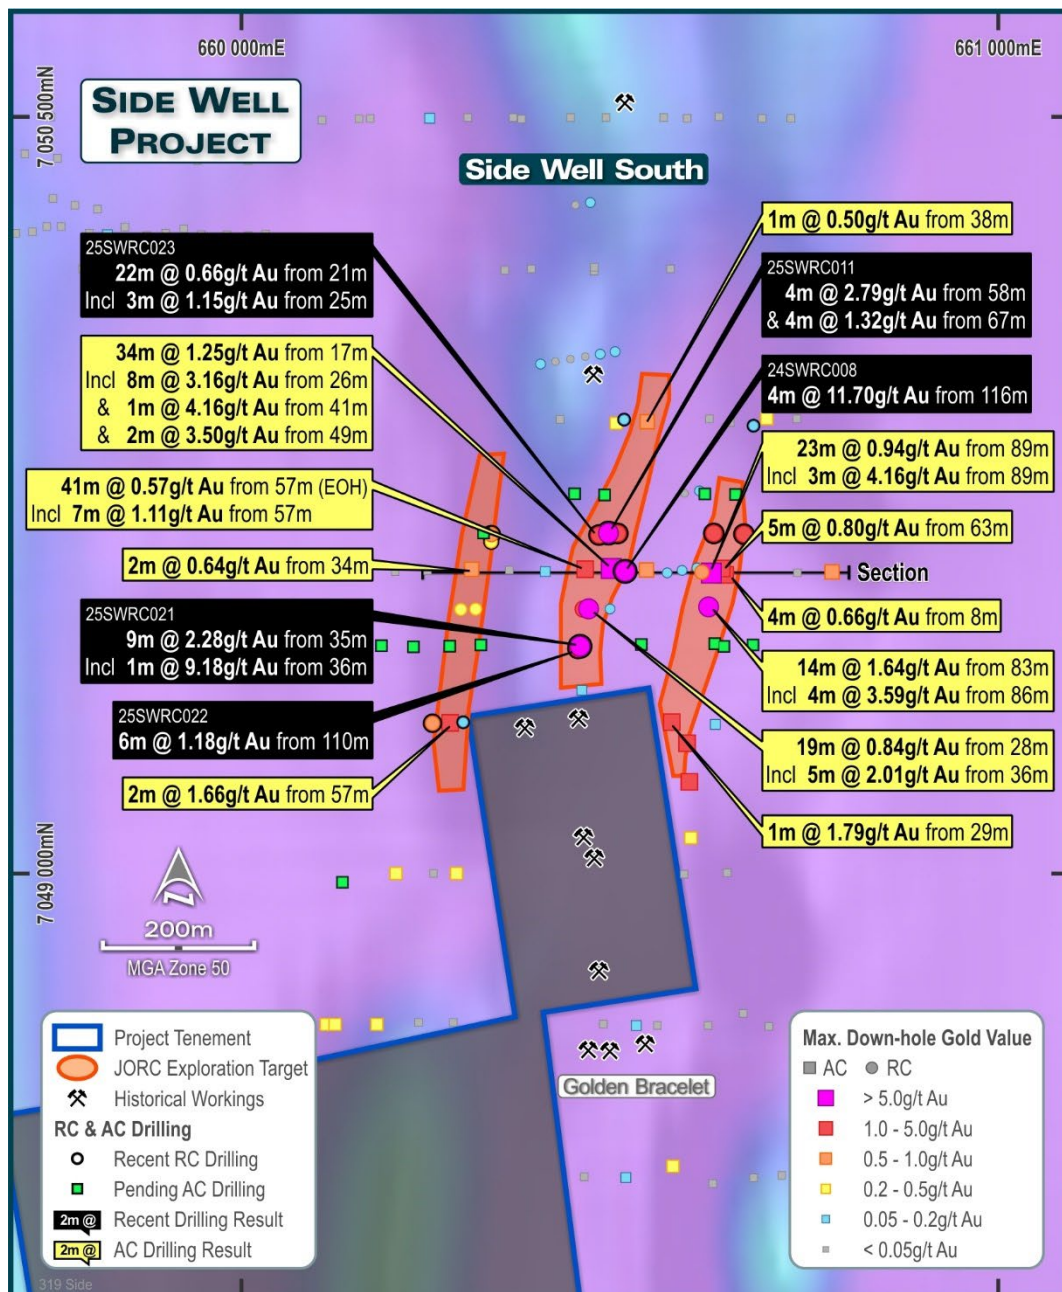 660 000mE
661 000mE
7 050 500mN
SIDE WELL
PROJECT
Side Well South
1m @ 0.50g/t Au from 38m
25SWRC023
22m @ 0.66g/t Au from 21m
Incl 3m @ 1.15g/t Au from 25m
25SWRC011
4m @ 2.79g/t Au from 58m
& 4m @ 1.32g/t Au from 67m
34m @ 1.25g/t Au from 17m
Incl 8m @ 3.16g/t Au from 26m
& 1m @ 4.16g/t Au from 41m
& 2m @ 3.50g/t Au from 49m
24SWRC008
4m @ 11.70g/t Au from 116m
23m @ 0.94g/t Au from 89m
Incl 3m @ 4.16g/t Au from 89m
41m @ 0.57g/t Au from 57m (EOH)
Incl 7m @ 1.11g/t Au from 57m
5m @ 0.80g/t Au from 63m
2m @ 0.64g/t Au from 34m
Section
4m @ 0.66g/t Au from 8m
25SWRC021
9m @ 2.28g/t Au from 35m
Incl 1m @ 9.18g/t Au from 36m
14m @ 1.64g/t Au from 83m
Incl 4m @ 3.59g/t Au from 86m
25SWRC022
6m @ 1.18g/t Au from 110m
19m @ 0.84g/t Au from 28m
Incl 5m @ 2.01g/t Au from 36m
2m @ 1.66g/t Au from 57m
1m @ 1.79g/t Au from 29m
7 049 000mN
N
200m
MGA Zone 50
Golden Bracelet
Project Tenement
JORC Exploration Target
Historical Workings
RC & AC Drilling
Recent RC Drilling
Pending AC Drilling
2m @ Recent Drilling Result
2m @ AC Drilling Result
319 Side
Max. Down-hole Gold Value
AC RC
> 5.0g/t Au
1.0 - 5.0g/t Au
0.5 - 1.0g/t Au
0.2 - 0.5g/t Au
0.05 - 0.2g/t Au
< 0.05g/t Au